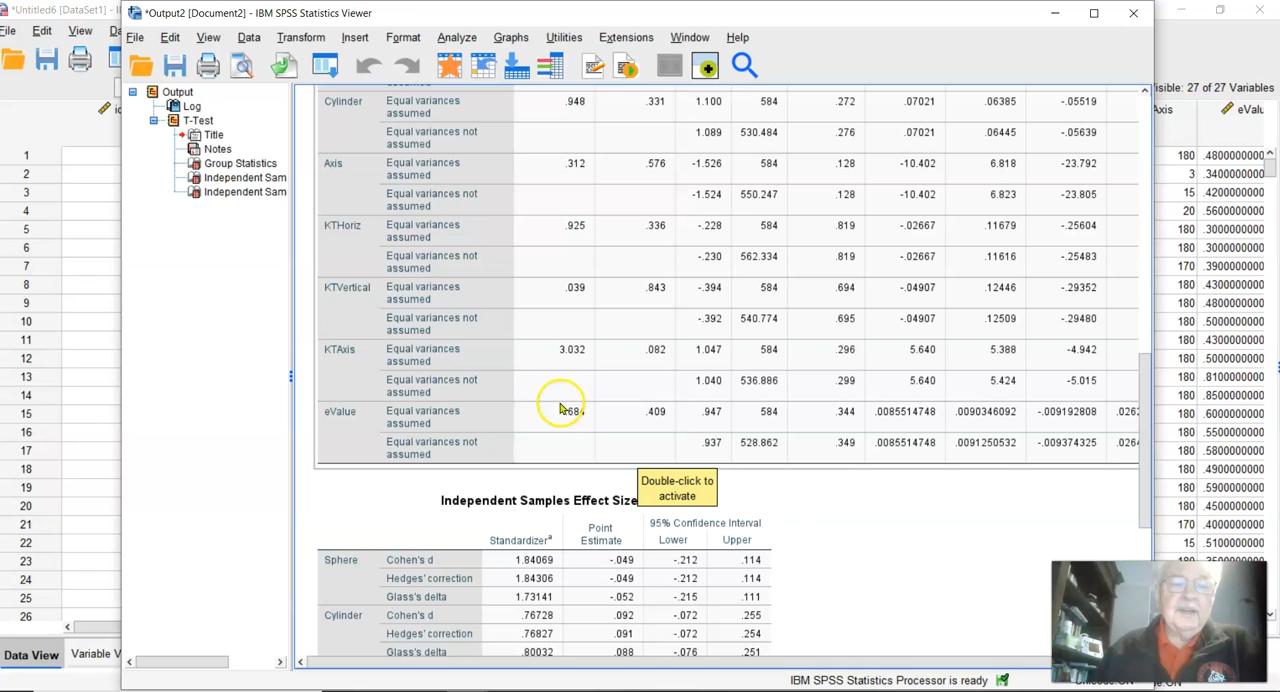 *Untitled6 [DataSet1]
*Output2 [Document2] - IBM SPSS Statistics Viewer
File Edit View
File Edit View Data Transform Insert Format Analyze Graphs Utilities Extensions Window Help
Visible: 27 of 27 Variables
Axis eValu
Output
Log
T-Test
Title
Notes
Group Statistics
Independent Sam
Independent Sam
assumed
Cylinder Equal variances assumed .948 .331 1.100 584 .272 .07021 .06385 -.05519
Equal variances not assumed 1.089 530.484 .276 .07021 .06445 -.05639
Axis Equal variances assumed .312 .576 -1.526 584 .128 -10.402 6.818 -23.792
Equal variances not assumed -1.524 550.247 .128 -10.402 6.823 -23.805
KTHoriz Equal variances assumed .925 .336 -.228 584 .819 -.02667 .11679 -.25604
Equal variances not assumed -.230 562.334 .819 -.02667 .11616 -.25483
KTVertical Equal variances assumed .039 .843 -.394 584 .694 -.04907 .12446 -.29352
Equal variances not assumed -.392 540.774 .695 -.04907 .12509 -.29480
KTAxis Equal variances assumed 3.032 .082 1.047 584 .296 5.640 5.388 -4.942
Equal variances not assumed 1.040 536.886 .299 5.640 5.424 -5.015
eValue Equal variances assumed .409 .947 584 .344 .0085514748 .0090346092 -.009192808
Equal variances not assumed .937 528.862 .349 .0085514748 .0091250532 -.009374325
Double-click to
activate
Independent Samples Effect Size
Standardizerª Point Estimate 95% Confidence Interval Lower Upper
Sphere Cohen's d 1.84069 -.049 -.212 .114
Hedges' correction 1.84306 -.049 -.212 .114
Glass's delta 1.73141 -.052 -.215 .111
Cylinder Cohen's d .76728 .092 -.072 .255
Hedges' correction .76827 .091 -.072 .254
Glass's delta .80032 .088 -.076 .251
1
2
3
4
5
6
7
8
9
10
11
12
13
14
15
16
17
18
19
20
21
22
23
24
25
26
180 .4800000000
3 .3400000000
15 .4200000000
20 .5600000000
180 .3000000000
180 .3000000000
170 .3900000000
180 .4300000000
180 .4800000000
180 .5000000000
180 .4300000000
180 .5000000000
180 .8100000000
180 .8500000000
180 .6000000000
180 .5500000000
180 .5800000000
180 .4900000000
180 .5900000000
180 .4500000000
170 .4000000000
15 .5100000000
Data View Variable V
IBM SPSS Statistics Processor is ready